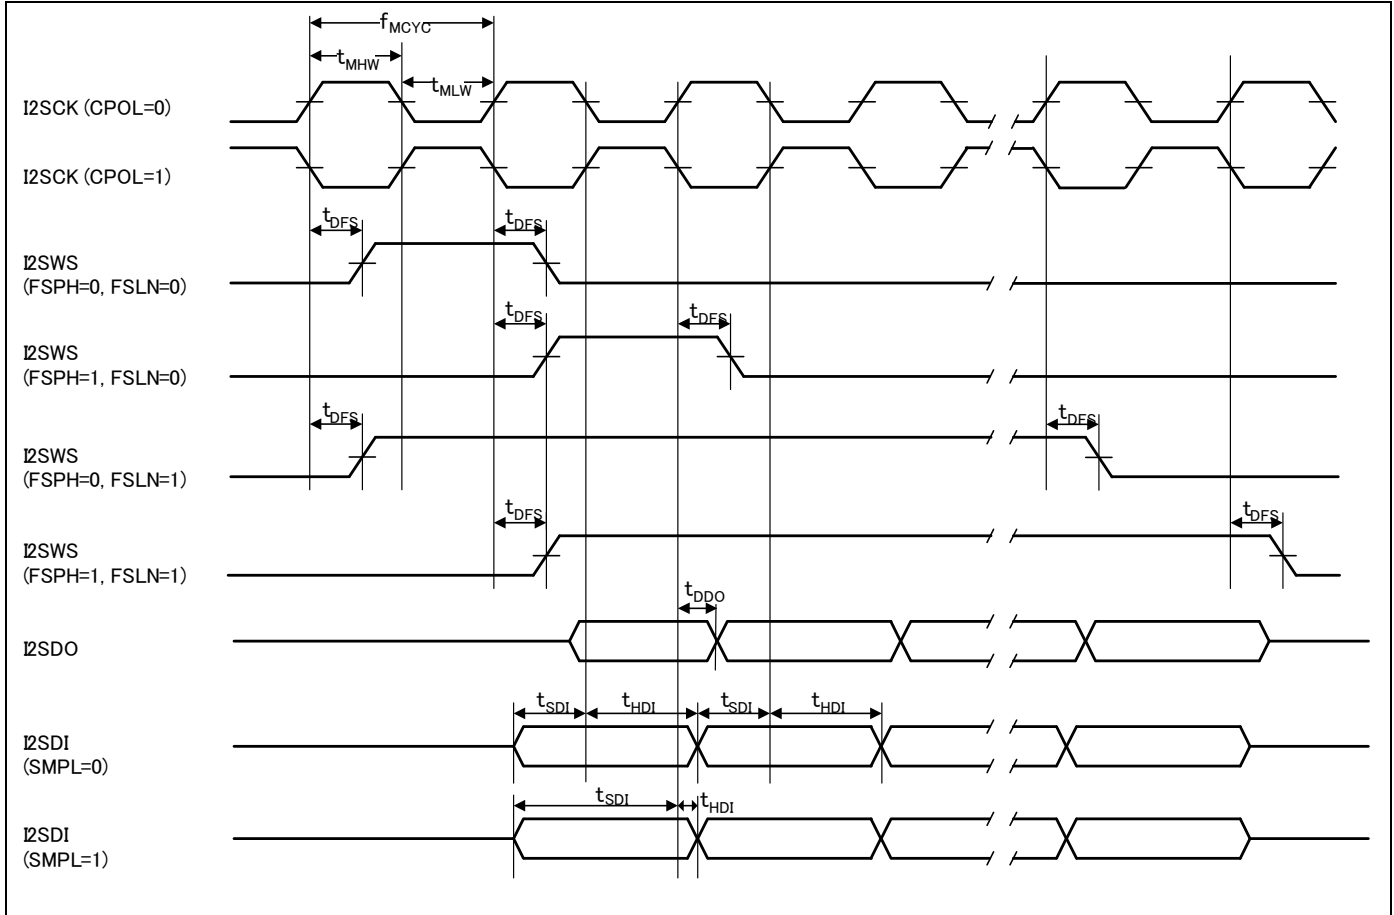 fMCYC
tMHW
tMLW
I2SCK (CPOL=0)
I2SCK (CPOL=1)
tDFS tDFS
I2SWS
(FSPH=0, FSLN=0)
tDFS tDFS
I2SWS
(FSPH=1, FSLN=0)
tDFS tDFS
I2SWS
(FSPH=0, FSLN=1)
tDFS tDFS
I2SWS
(FSPH=1, FSLN=1)
tDDO
I2SDO
tSDI tHDI tSDI tHDI
I2SDI
(SMPL=0)
tSDI tHDI
I2SDI
(SMPL=1)